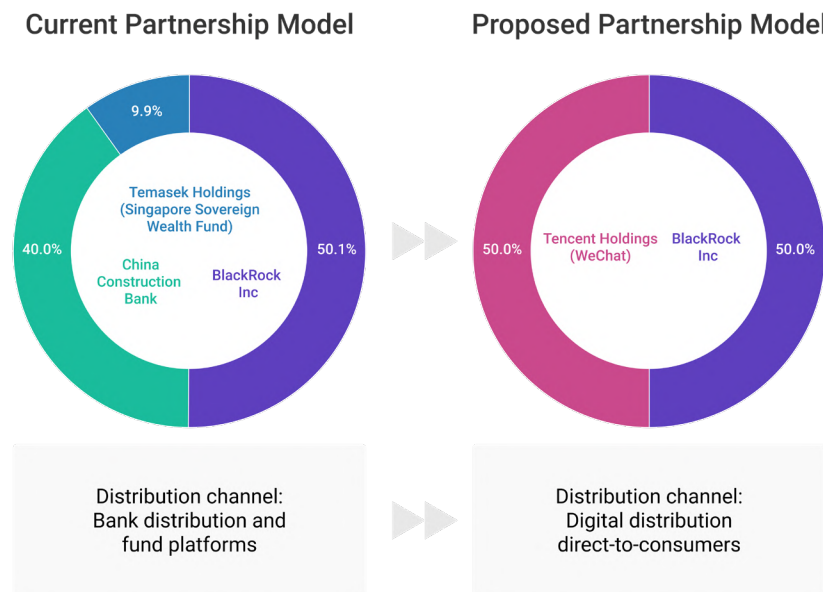 Current Partnership Model
9.9%
Temasek Holdings
(Singapore Sovereign
Wealth Fund)
40.0%
50.1%
China
Construction
Bank
BlackRock
Inc
Distribution channel:
Bank distribution and
fund platforms
Proposed Partnership Model
50.0%
Tencent Holdings
(WeChat)
BlackRock
Inc
50.0%
Distribution channel:
Digital distribution
direct-to-consumers